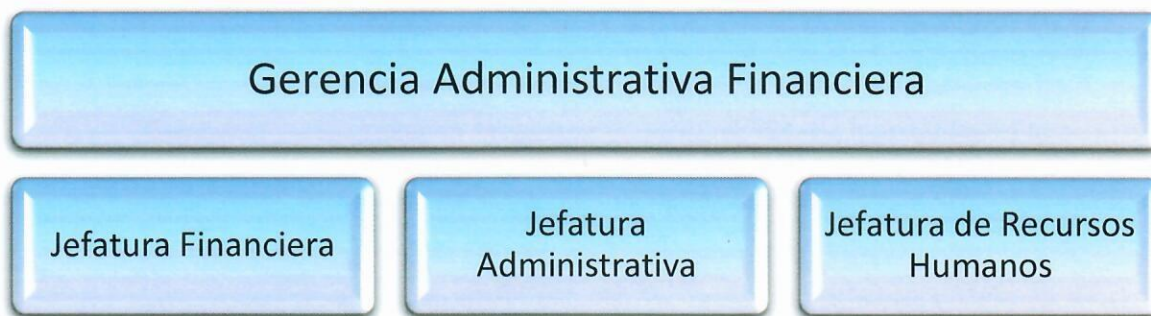 Gerencia Administrativa Financiera
Jefatura Financiera
Jefatura
Administrativa
Jefatura de Recursos
Humanos